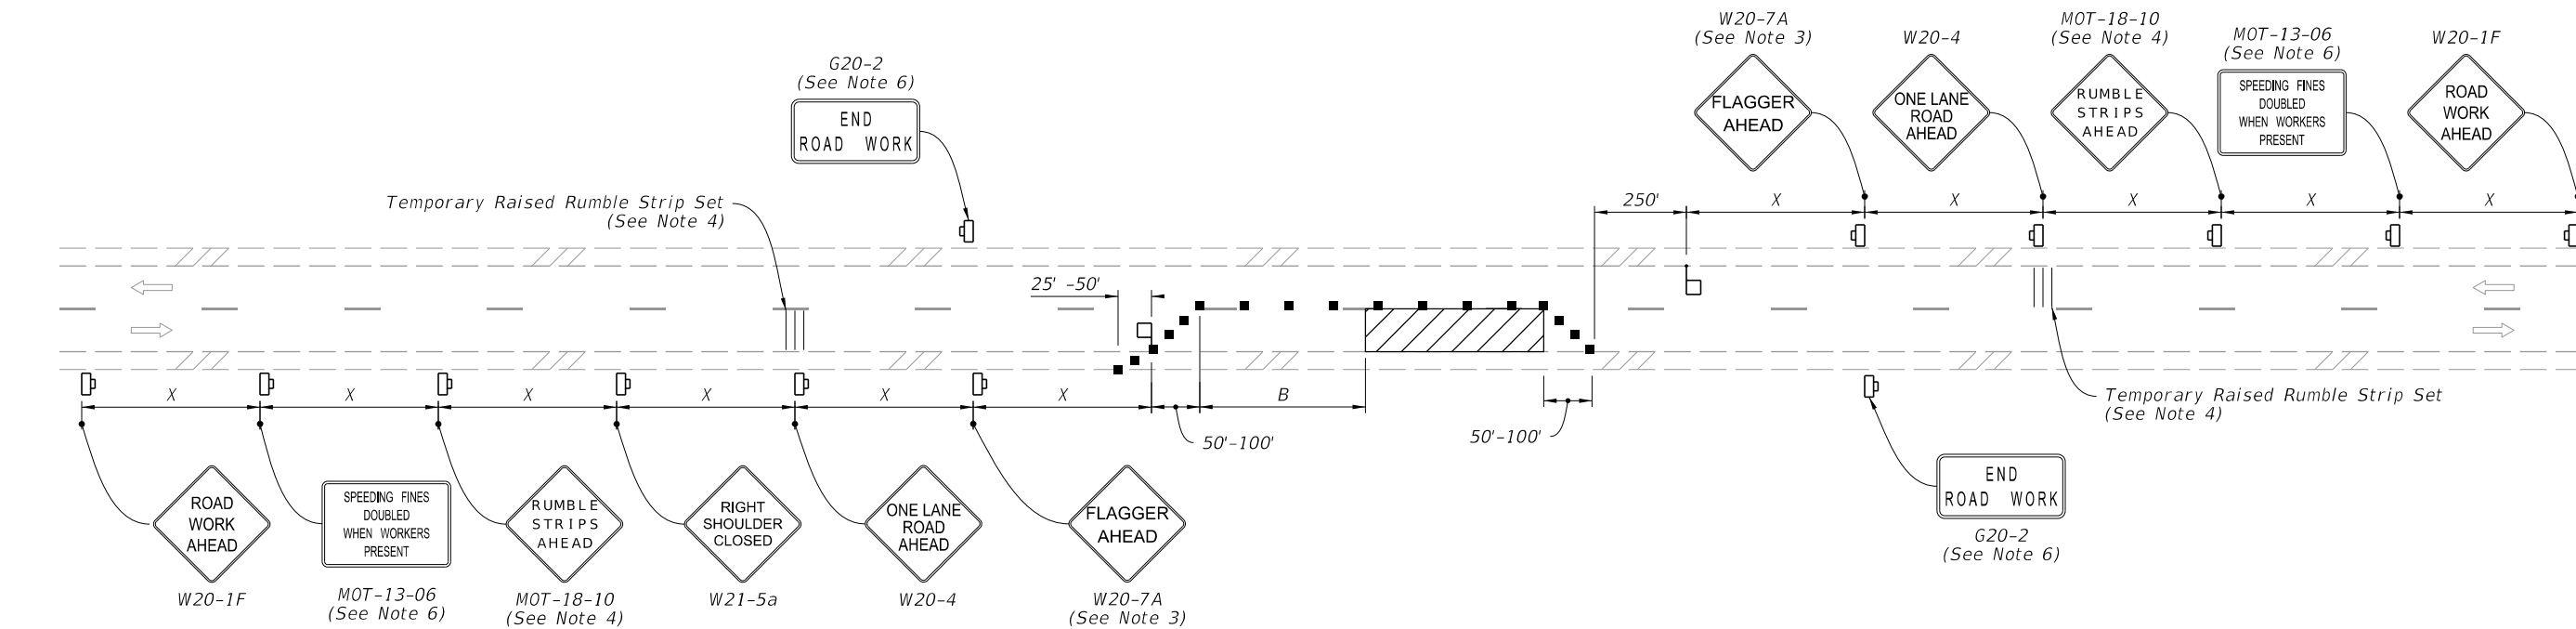 W20-7A
(See Note 3)
FLAGGER
AHEAD
W20-4
ONE LANE
ROAD
AHEAD
MOT-18-10
(See Note 4)
RUMBLE
STRIPS
AHEAD
MOT-13-06
(See Note 6)
SPEEDING FINES
DOUBLED
WHEN WORKERS
PRESENT
W20-1F
ROAD
WORK
AHEAD
G20-2
(See Note 6)
END
ROAD WORK
Temporary Raised Rumble Strip Set
(See Note 4)
250'
X
X
X
X
X
25' -50'
X
X
X
X
X
X
B
50'-100'
50'-100'
Temporary Raised Rumble Strip Set
(See Note 4)
END
ROAD WORK
G20-2
(See Note 6)
ROAD
WORK
AHEAD
W20-1F
SPEEDING FINES
DOUBLED
WHEN WORKERS
PRESENT
MOT-13-06
(See Note 6)
RUMBLE
STRIPS
AHEAD
MOT-18-10
(See Note 4)
RIGHT
SHOULDER
CLOSED
W21-5a
ONE LANE
ROAD
AHEAD
W20-4
FLAGGER
AHEAD
W20-7A
(See Note 3)